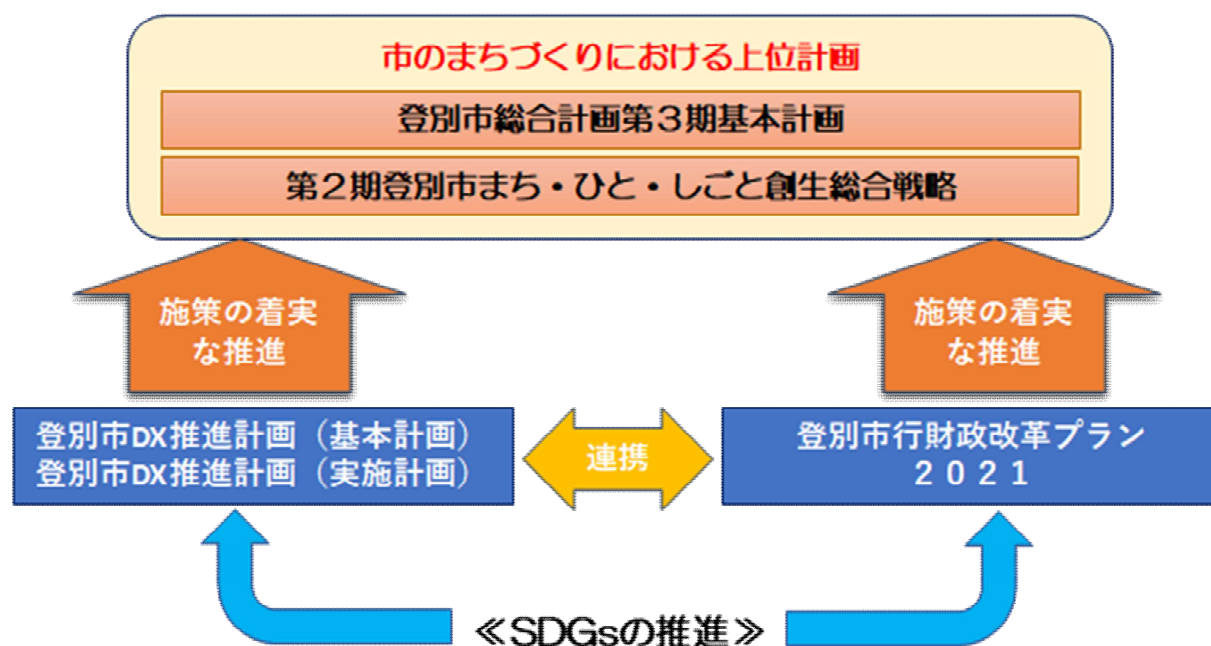 市のまちづくりにおける上位計画
登別市総合計画第３期基本計画
第２期登別市まち・ひと・しごと創生総合戦略
施策の着実
な推進
施策の着実
な推進
登別市DX推進計画（基本計画）
登別市DX推進計画（実施計画）
連携
登別市行財政改革プラン
２０２１
≪SDGsの推進≫